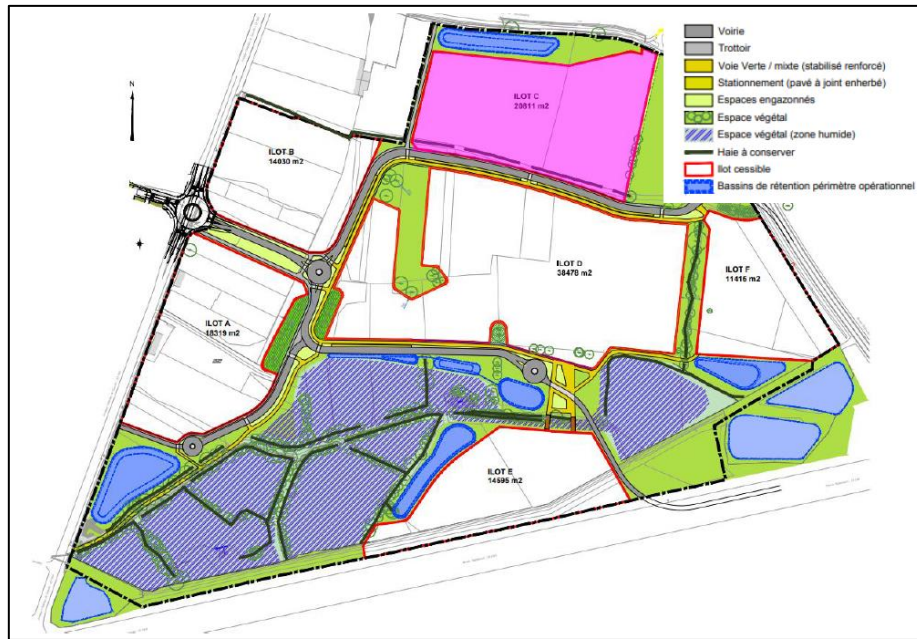 Voirie
Trottoir
Voie Verte / mixte (stabilisé renforcé)
Stationnement (pavé à joint enherbé)
Espaces engazonnés
Espace végétal
Espace végétal (zone humide)
Haie à conserver
Ilot cessible
Bassins de rétention périmètre opérationnel
N
ILOT C
20811 m2
ILOT B
14030 m2
ILOT D
38478 m2
ILOT F
11415 m2
ILOT A
18319 m2
ILOT E
14595 m2